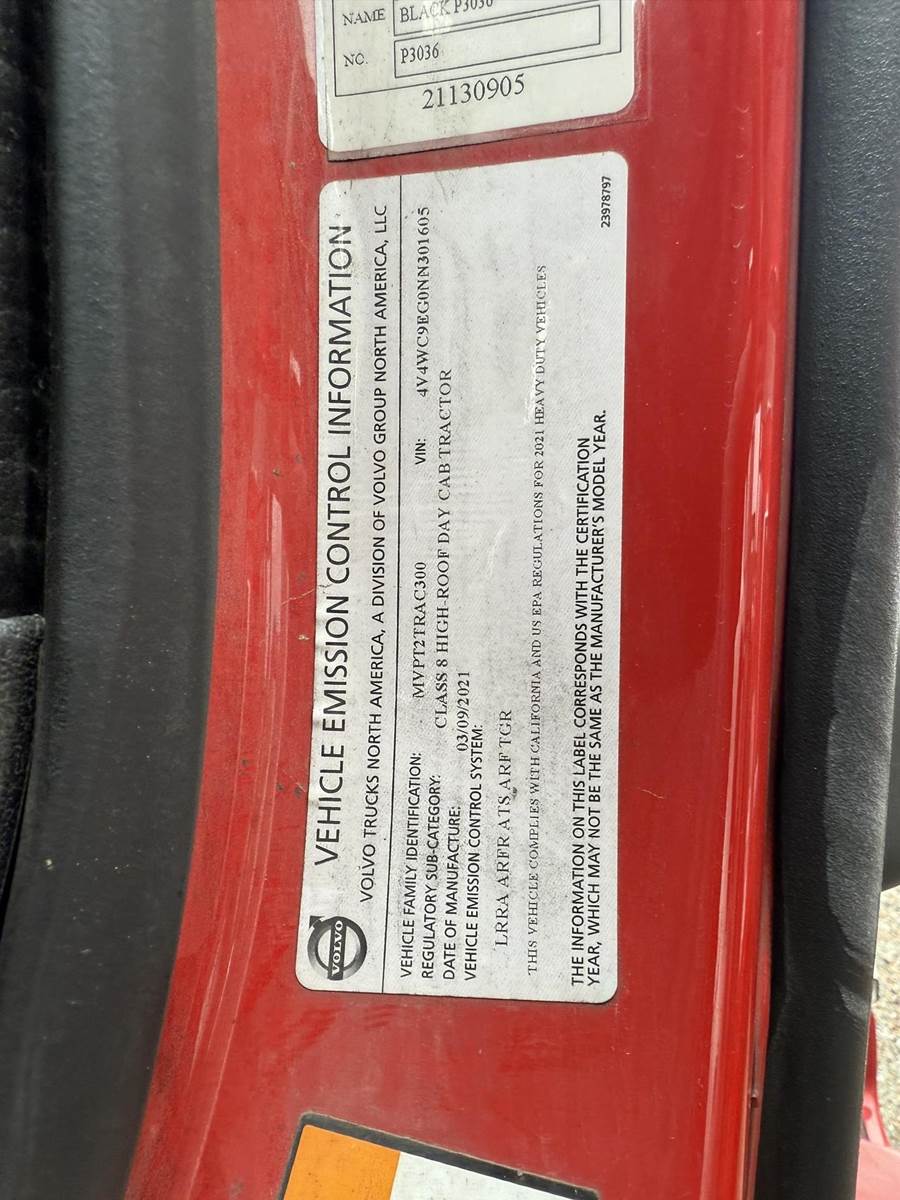 NAME BLACK P3036
NC. P3036
21130905
VOLVO
VEHICLE EMISSION CONTROL INFORMATION
VOLVO TRUCKS NORTH AMERICA, A DIVISION OF VOLVO GROUP NORTH AMERICA, LLC
VEHICLE FAMILY IDENTIFICATION: MVPT2TRAC300 VIN: 4V4WC9EG0NN301605
REGULATORY SUB-CATEGORY: CLASS 8 HIGH-ROOF DAY CAB TRACTOR
DATE OF MANUFACTURE: 03/09/2021
VEHICLE EMISSION CONTROL SYSTEM:
LRRA ARFR ATS ARF TGR
THIS VEHICLE COMPLIES WITH CALIFORNIA AND US EPA REGULATIONS FOR 2021 HEAVY DUTY VEHICLES
THE INFORMATION ON THIS LABEL CORRESPONDS WITH THE CERTIFICATION
YEAR, WHICH MAY NOT BE THE SAME AS THE MANUFACTURER'S MODEL YEAR.
23978797